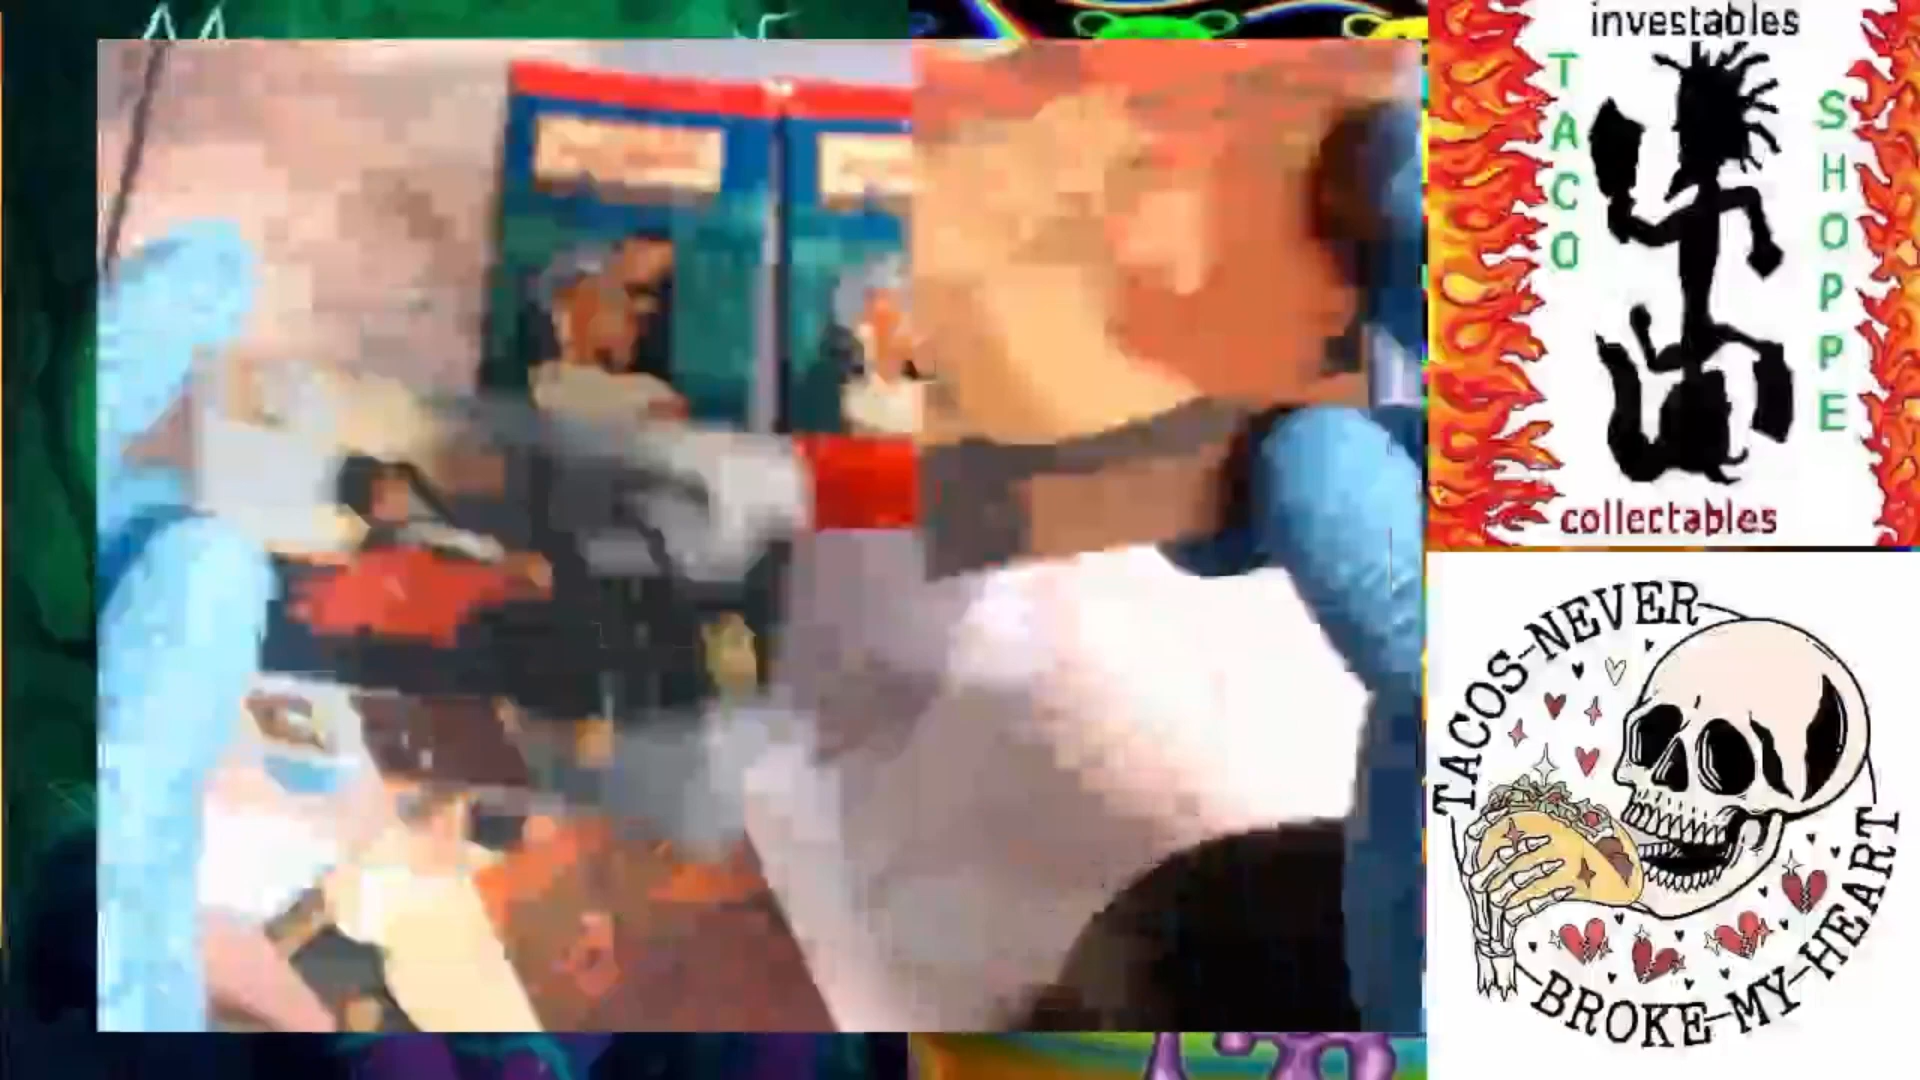 investables
TACO
SHOPPE
collectables
TACOS-NEVER
BROKE-MY-HEART